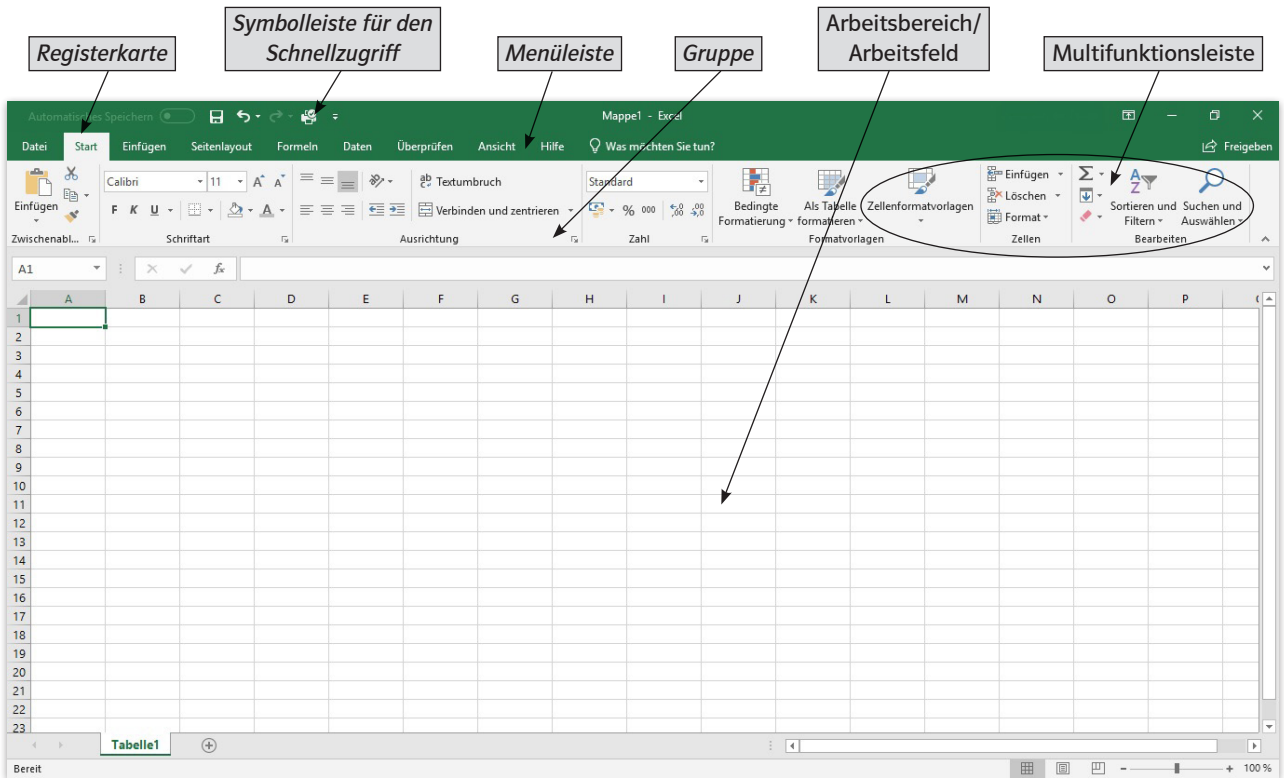 Registerkarte
Symbolleiste für den
Schnellzugriff
Menüleiste
Gruppe
Arbeitsbereich/
Arbeitsfeld
Multifunktionsleiste
Automatisches Speichern
Mappe1 - Excel
Datei Start Einfügen Seitenlayout Formeln Daten Überprüfen Ansicht Hilfe Was möchten Sie tun? Freigeben
Einfügen
Calibri 11 A A
F K U A
ab Textumbruch
Verbinden und zentrieren
Standard
% 000
Bedingte
Formatierung
Als Tabelle
formatieren
Zellenformatvorlagen
Einfügen
Löschen
Format
Σ
A
Z
Sortieren und
Filtern
Suchen und
Auswählen
Zwischenabl... Schriftart Ausrichtung Zahl Formatvorlagen Zellen Bearbeiten
A1 fx
A B C D E F G H I J K L M N O P
1
2
3
4
5
6
7
8
9
10
11
12
13
14
15
16
17
18
19
20
21
22
23
Tabelle1
Bereit 100 %